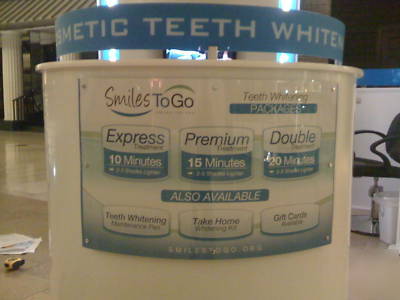 SMETIC TEETH WHITEN
Smiles To Go
Teeth Whitening
PACKAGES
Express
Treatment
10 Minutes
Premium
Treatment
15 Minutes
Double
Treatment
20 Minutes
ALSO AVAILABLE
Teeth Whitening
Maintenance Pen
Take Home
Whitening Kit
Gift Cards
Available
SMILESTOGO.ORG